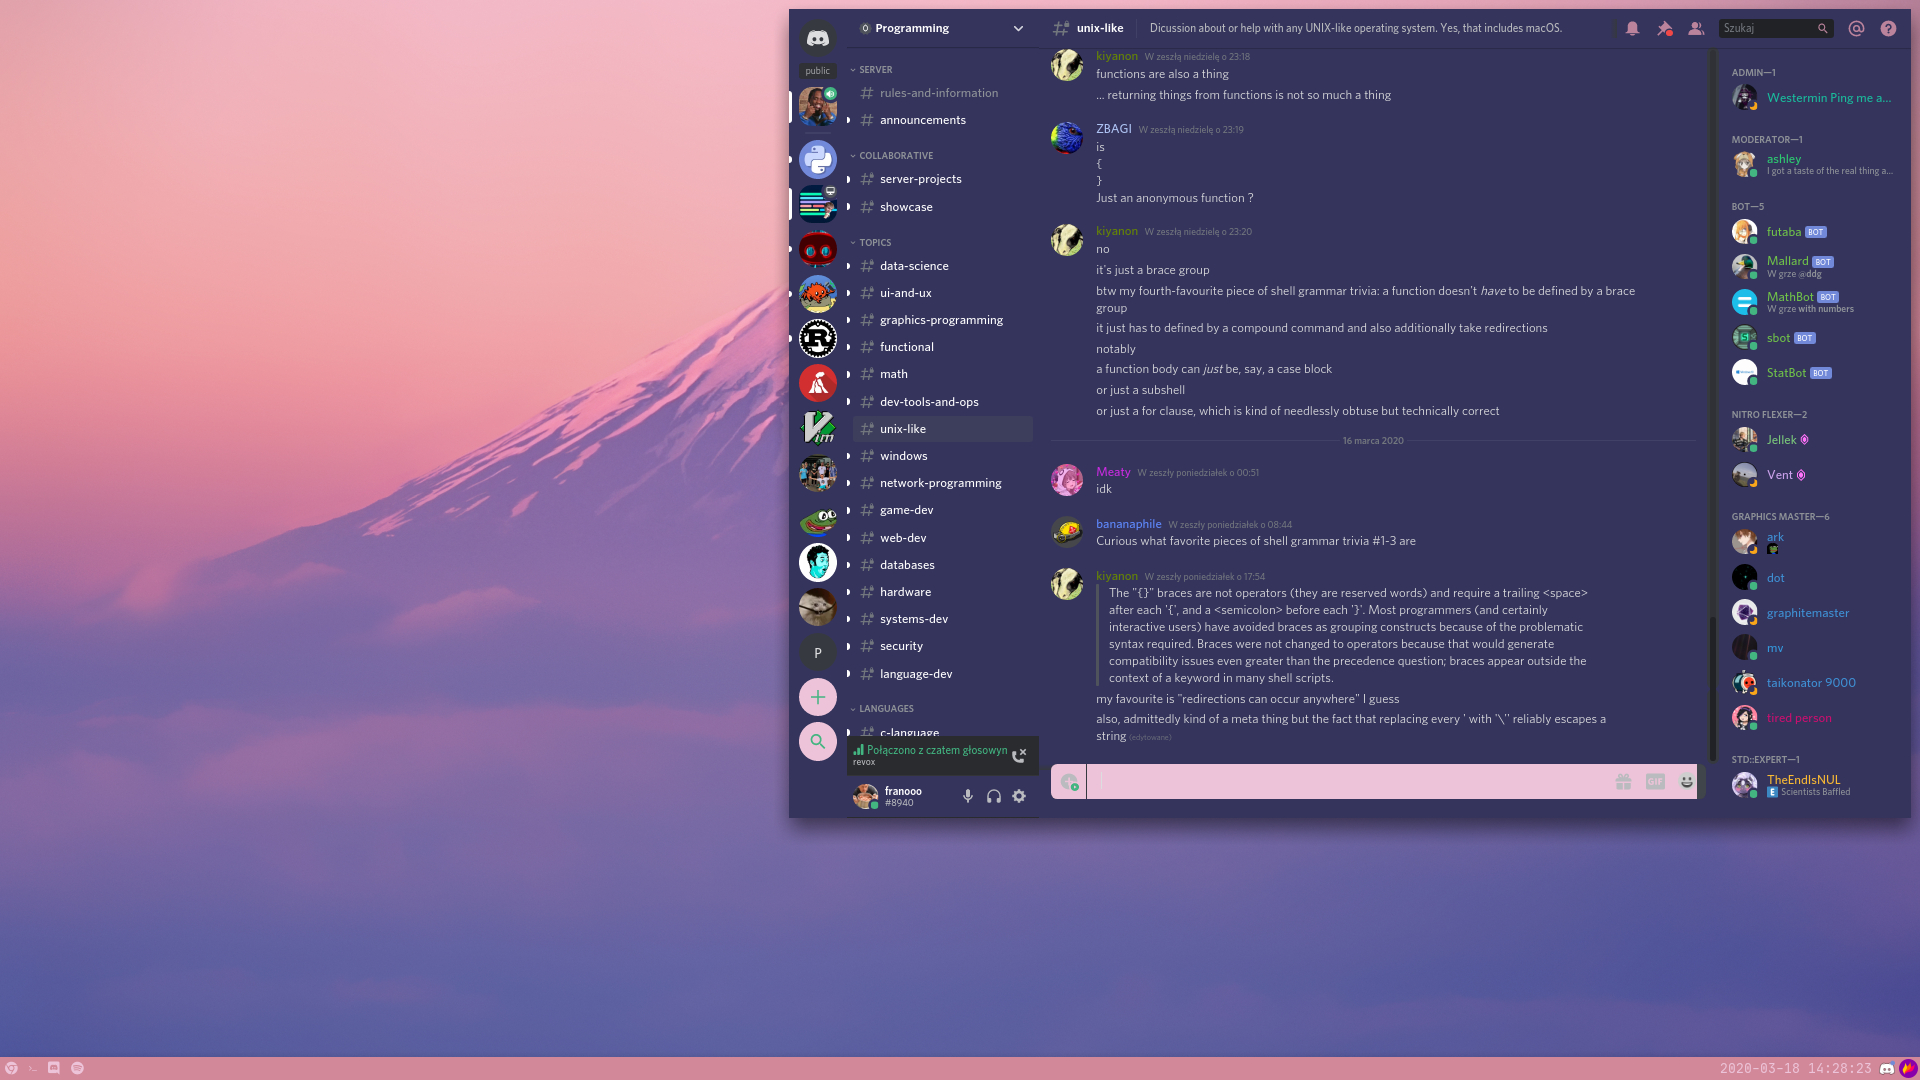 public
P
Programming
SERVER
rules-and-information
announcements
COLLABORATIVE
server-projects
showcase
TOPICS
data-science
ui-and-ux
graphics-programming
functional
math
dev-tools-and-ops
unix-like
windows
network-programming
game-dev
web-dev
databases
hardware
systems-dev
security
language-dev
LANGUAGES
c-language
Połączono z czatem głosowym
revox
franooo
#8940
unix-like
Dicussion about or help with any UNIX-like operating system. Yes, that includes macOS.
Szukaj
kiyanon W zeszłą niedzielę o 23:18
functions are also a thing
... returning things from functions is not so much a thing
ZBAGI W zeszłą niedzielę o 23:19
is
{
}
Just an anonymous function ?
kiyanon W zeszłą niedzielę o 23:20
no
it's just a brace group
btw my fourth-favourite piece of shell grammar trivia: a function doesn't have to be defined by a brace
group
it just has to defined by a compound command and also additionally take redirections
notably
a function body can just be, say, a case block
or just a subshell
or just a for clause, which is kind of needlessly obtuse but technically correct
16 marca 2020
Meaty W zeszły poniedziałek o 00:51
idk
bananaphile W zeszły poniedziałek o 08:44
Curious what favorite pieces of shell grammar trivia #1-3 are
kiyanon W zeszły poniedziałek o 17:54
The "{}" braces are not operators (they are reserved words) and require a trailing <space>
after each '{', and a <semicolon> before each '}'. Most programmers (and certainly
interactive users) have avoided braces as grouping constructs because of the problematic
syntax required. Braces were not changed to operators because that would generate
compatibility issues even greater than the precedence question; braces appear outside the
context of a keyword in many shell scripts.
my favourite is "redirections can occur anywhere" I guess
also, admittedly kind of a meta thing but the fact that replacing every ' with '\'' reliably escapes a
string (edytowane)
GIF
ADMIN—1
Westermin Ping me a...
MODERATOR—1
ashley
I got a taste of the real thing a...
BOT—5
futaba BOT
Mallard BOT
W grze @ddg
MathBot BOT
W grze with numbers
sbot BOT
StatBot BOT
NITRO FLEXER—2
Jellek
Vent
GRAPHICS MASTER—6
ark
dot
graphitemaster
mv
taikonator 9000
tired person
STD::EXPERT—1
TheEndIsNUL
E Scientists Baffled
2020-03-18 14:28:23